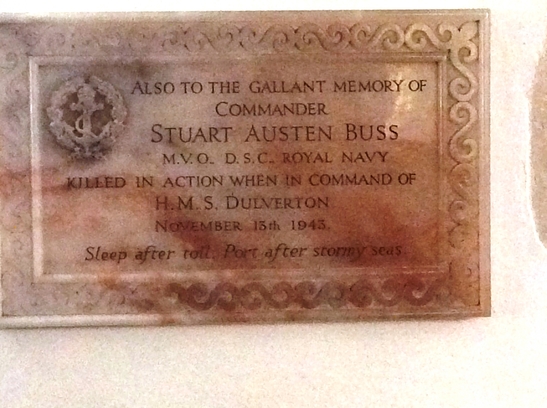 ALSO TO THE GALLANT MEMORY OF
COMMANDER
STUART AUSTEN BUSS
M.V.O., D.S.C., ROYAL NAVY
KILLED IN ACTION WHEN IN COMMAND OF
H.M.S. DULVERTON
NOVEMBER 13th 1943.
Sleep after toil, Port after stormy seas.